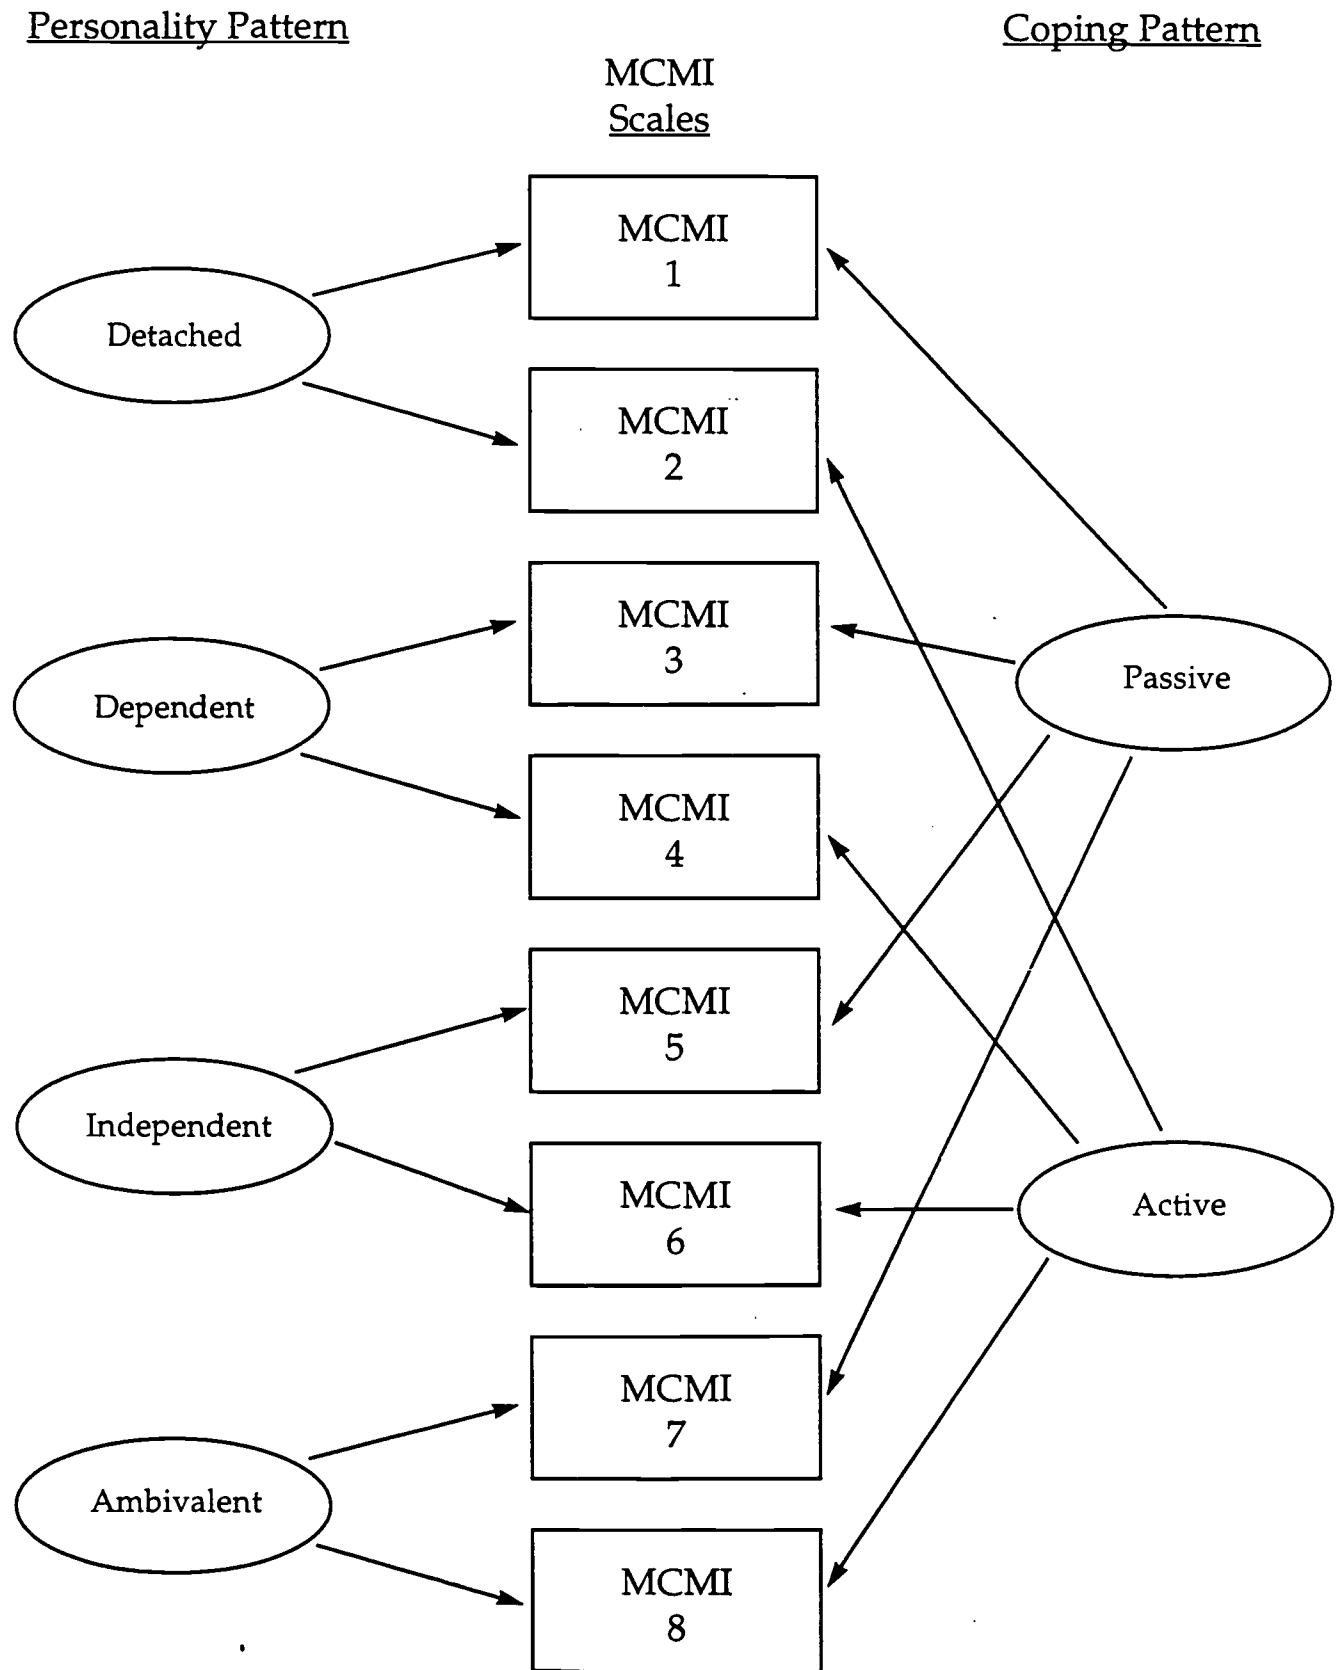 Personality Pattern
Coping Pattern
MCMI
Scales
MCMI
1
Detached
MCMI
2
MCMI
3
Passive
Dependent
MCMI
4
MCMI
5
Independent
MCMI
6
Active
MCMI
7
Ambivalent
MCMI
8